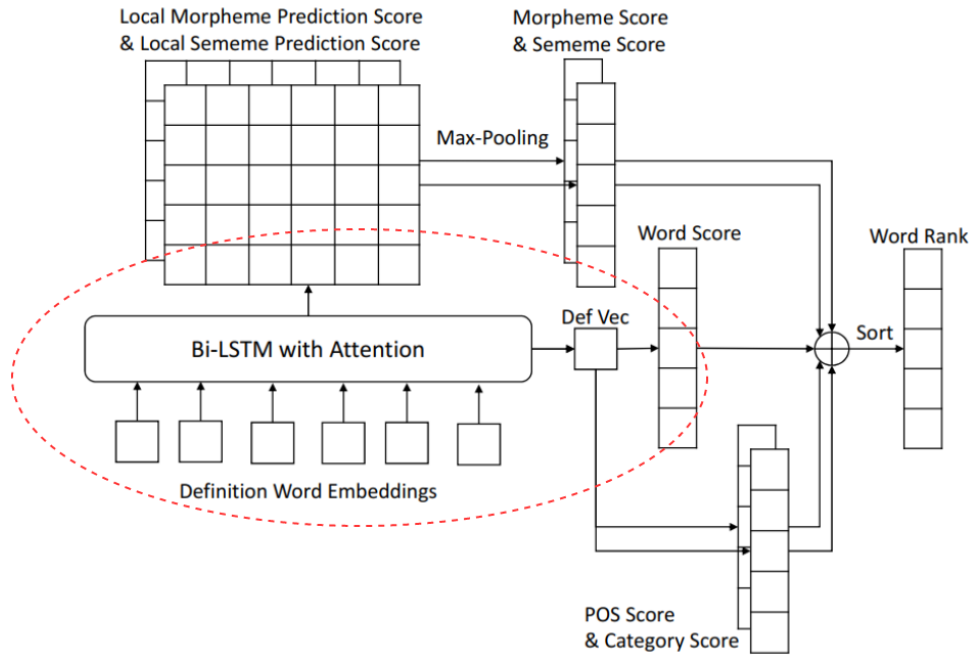 Local Morpheme Prediction Score
& Local Sememe Prediction Score
Morpheme Score
& Sememe Score
Max-Pooling
Word Score
Word Rank
Def Vec
Sort
Bi-LSTM with Attention
Definition Word Embeddings
POS Score
& Category Score